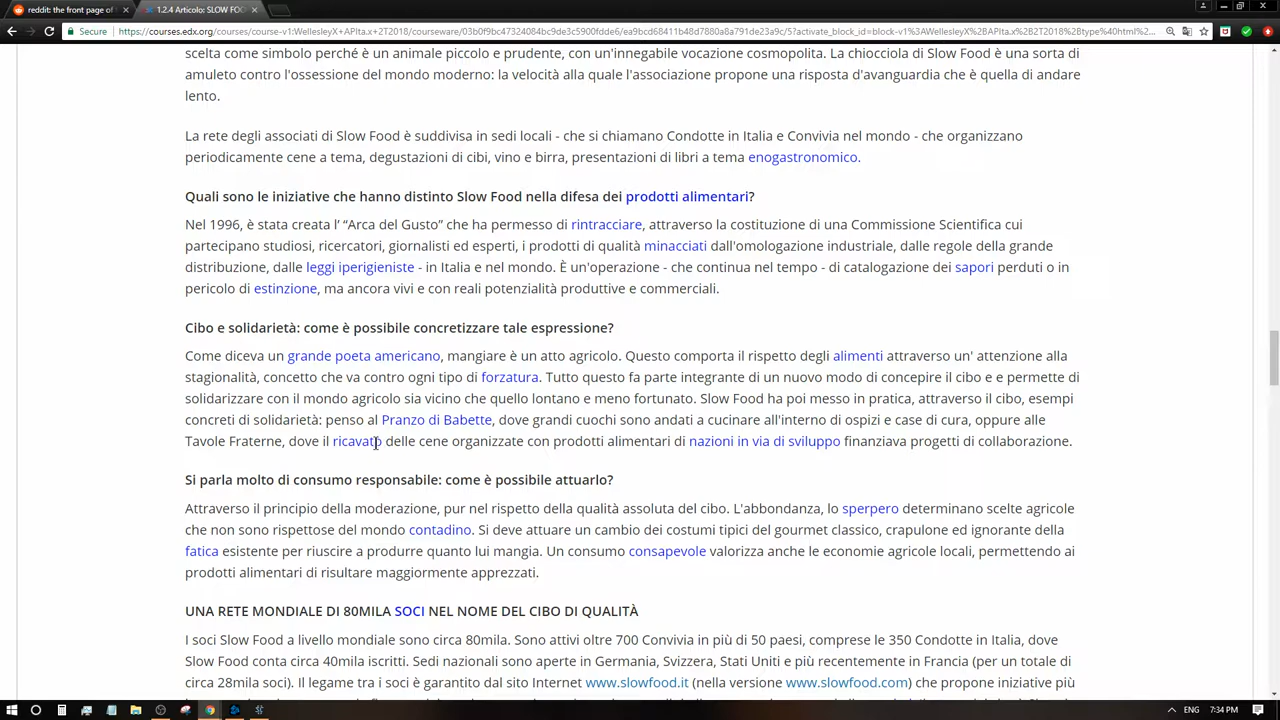 reddit: the front page of
1.2.4 Articolo: SLOW FOO
Secure
https://courses.edx.org/courses/course-v1:WellesleyX+APIta.x+2T2018/courseware/
scelta come simbolo perché è un animale piccolo e prudente, con un'innegabile vocazione cosmopolita. La chiocciola di Slow Food è una sorta di
amuleto contro l'ossessione del mondo moderno: la velocità alla quale l'associazione propone una risposta d'avanguardia che è quella di andare
lento.
La rete degli associati di Slow Food è suddivisa in sedi locali - che si chiamano Condotte in Italia e Convivia nel mondo - che organizzano
periodicamente cene a tema, degustazioni di cibi, vino e birra, presentazioni di libri a tema enogastronomico.
Quali sono le iniziative che hanno distinto Slow Food nella difesa dei prodotti alimentari?
Nel 1996, è stata creata l' “Arca del Gusto” che ha permesso di rintracciare, attraverso la costituzione di una Commissione Scientifica cui
partecipano studiosi, ricercatori, giornalisti ed esperti, i prodotti di qualità minacciati dall'omologazione industriale, dalle regole della grande
distribuzione, dalle leggi iperigieniste - in Italia e nel mondo. È un'operazione - che continua nel tempo - di catalogazione dei sapori perduti o in
pericolo di estinzione, ma ancora vivi e con reali potenzialità produttive e commerciali.
Cibo e solidarietà: come è possibile concretizzare tale espressione?
Come diceva un grande poeta americano, mangiare è un atto agricolo. Questo comporta il rispetto degli alimenti attraverso un' attenzione alla
stagionalità, concetto che va contro ogni tipo di forzatura. Tutto questo fa parte integrante di un nuovo modo di concepire il cibo e e permette di
solidarizzare con il mondo agricolo sia vicino che quello lontano e meno fortunato. Slow Food ha poi messo in pratica, attraverso il cibo, esempi
concreti di solidarietà: penso al Pranzo di Babette, dove grandi cuochi sono andati a cucinare all'interno di ospizi e case di cura, oppure alle
Tavole Fraterne, dove il ricavato delle cene organizzate con prodotti alimentari di nazioni in via di sviluppo finanziava progetti di collaborazione.
Si parla molto di consumo responsabile: come è possibile attuarlo?
Attraverso il principio della moderazione, pur nel rispetto della qualità assoluta del cibo. L'abbondanza, lo sperpero determinano scelte agricole
che non sono rispettose del mondo contadino. Si deve attuare un cambio dei costumi tipici del gourmet classico, crapulone ed ignorante della
fatica esistente per riuscire a produrre quanto lui mangia. Un consumo consapevole valorizza anche le economie agricole locali, permettendo ai
prodotti alimentari di risultare maggiormente apprezzati.
UNA RETE MONDIALE DI 80MILA SOCI NEL NOME DEL CIBO DI QUALITÀ
I soci Slow Food a livello mondiale sono circa 80mila. Sono attivi oltre 700 Convivia in più di 50 paesi, comprese le 350 Condotte in Italia, dove
Slow Food conta circa 40mila iscritti. Sedi nazionali sono aperte in Germania, Svizzera, Stati Uniti e più recentemente in Francia (per un totale di
circa 28mila soci). Il legame tra i soci è garantito dal sito Internet www.slowfood.it (nella versione www.slowfood.com) che propone iniziative più
ENG
7:34 PM